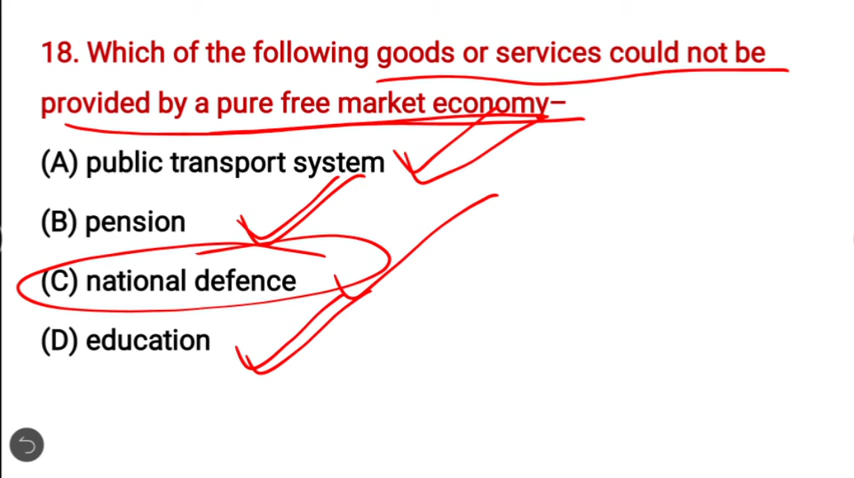 18. Which of the following goods or services could not be
provided by a pure free market economy–
(A) public transport system
(B) pension
(C) national defence
(D) education